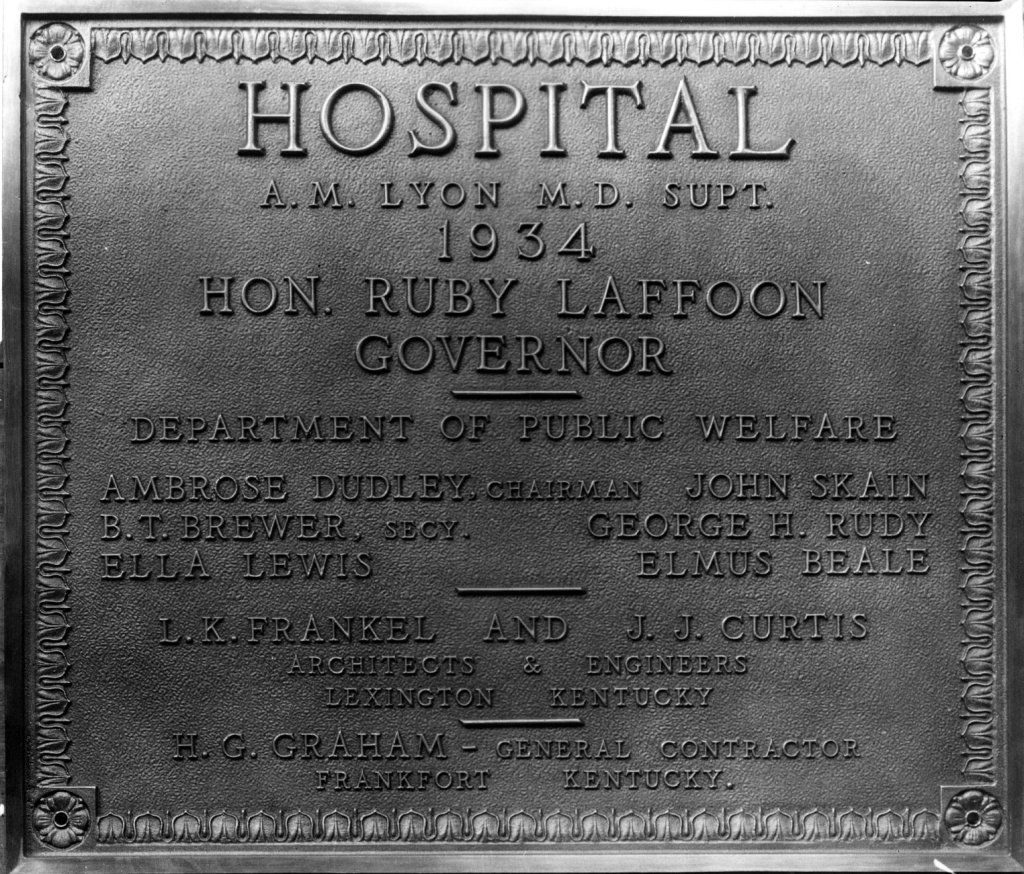 HOSPITAL
A. M. LYON M. D. SUPT.
1934
HON. RUBY LAFFOON
GOVERNOR
DEPARTMENT OF PUBLIC WELFARE
AMBROSE DUDLEY, CHAIRMAN JOHN SKAIN
B. T. BREWER, SECY. GEORGE H. RUDY
ELLA LEWIS ELMUS BEALE
L. K. FRANKEL AND J. J. CURTIS
ARCHITECTS & ENGINEERS
LEXINGTON KENTUCKY
H. G. GRAHAM – GENERAL CONTRACTOR
FRANKFORT KENTUCKY.